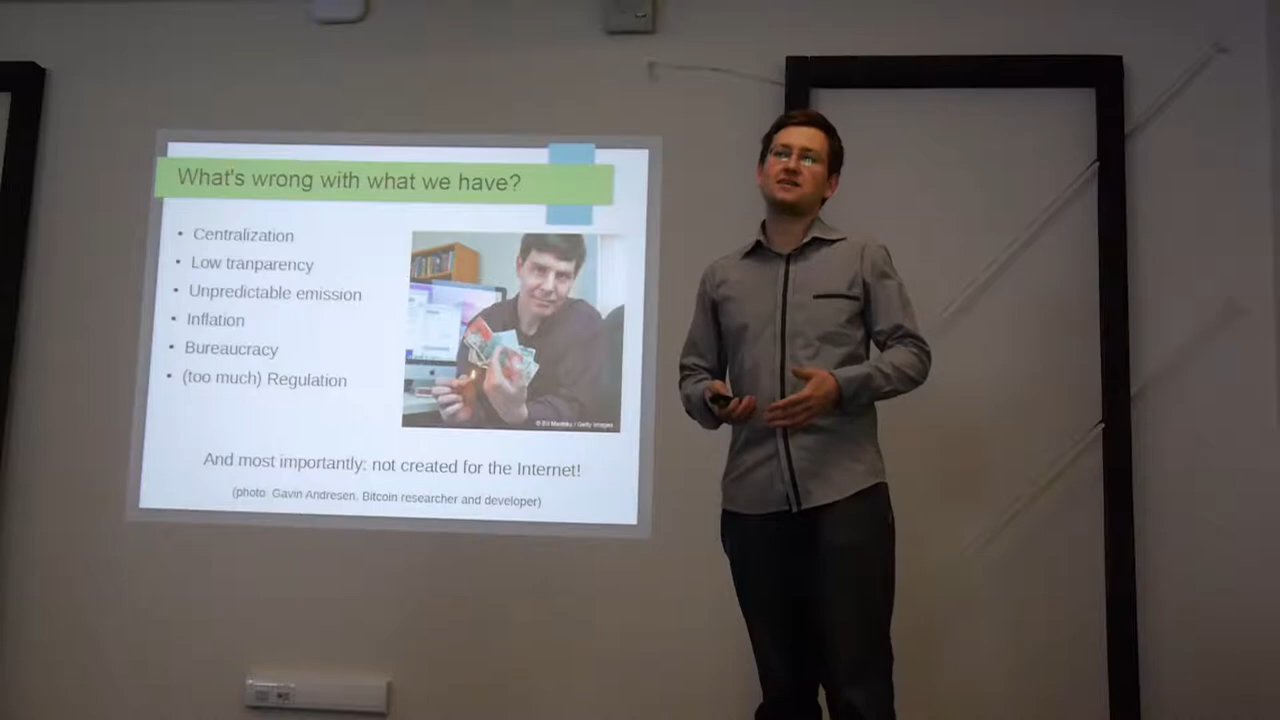 What's wrong with what we have?
• Centralization
• Low tranparency
• Unpredictable emission
• Inflation
• Bureaucracy
• (too much) Regulation
And most importantly: not created for the Internet!
(photo: Gavin Andresen, Bitcoin researcher and developer)